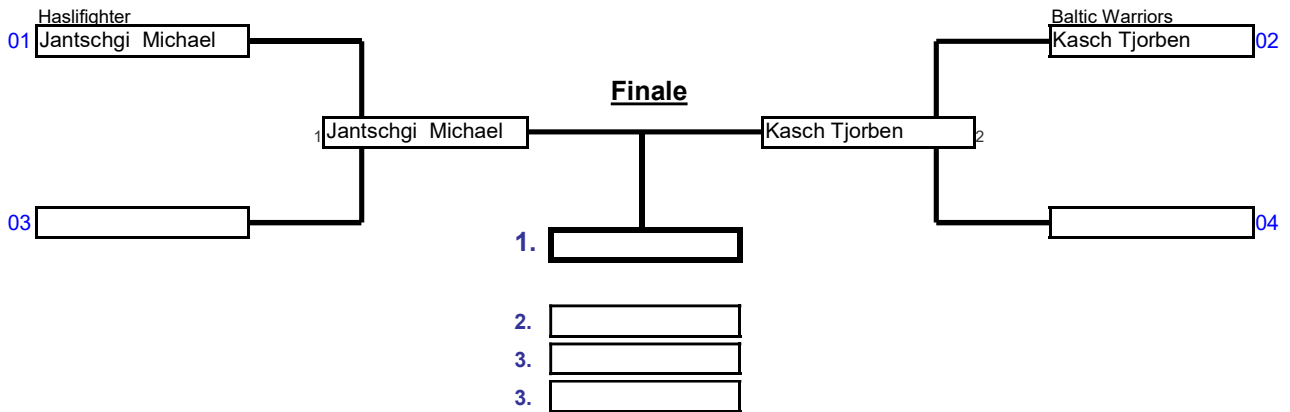 Haslifighter
01 Jantschgi  Michael
Baltic Warriors
Kasch Tjorben 02
Finale
1 Jantschgi  Michael
Kasch Tjorben 2
03
04
1.
2.
3.
3.